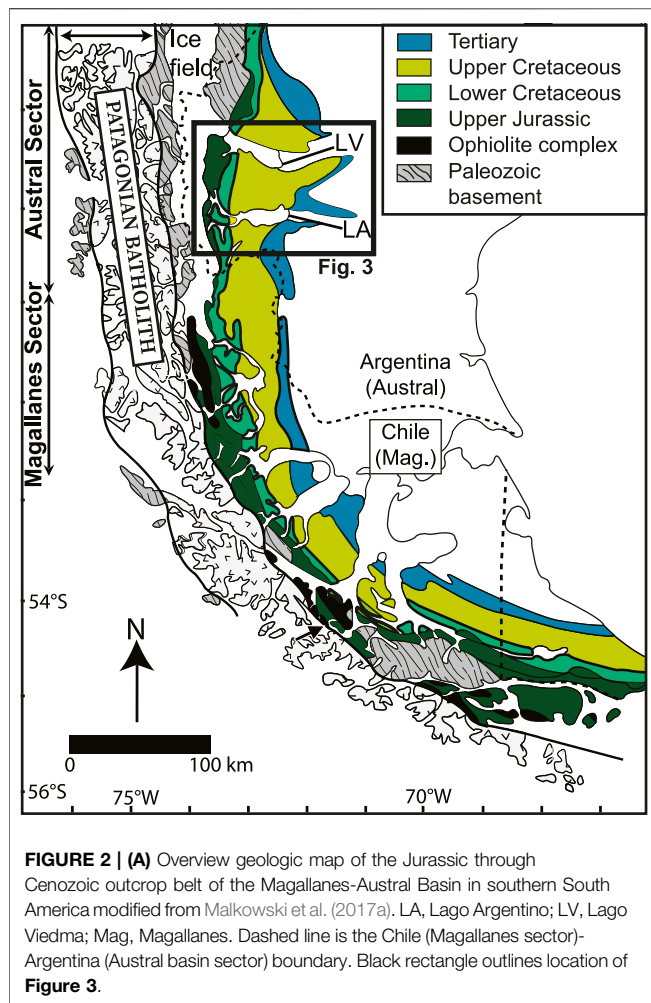 Ice
field
Tertiary
Upper Cretaceous
Lower Cretaceous
Upper Jurassic
Ophiolite complex
Paleozoic
basement
Austral Sector
Magallanes Sector
PATAGONIAN BATHOLITH
LV
LA
Fig. 3
Argentina
(Austral)
Chile
(Mag.)
54°S
N
0 100 km
56°S
75°W 70°W
FIGURE 2 | (A) Overview geologic map of the Jurassic through
Cenozoic outcrop belt of the Magallanes-Austral Basin in southern South
America modified from Malkowski et al. (2017a). LA, Lago Argentino; LV, Lago
Viedma; Mag, Magallanes. Dashed line is the Chile (Magallanes sector)-
Argentina (Austral basin sector) boundary. Black rectangle outlines location of
Figure 3.